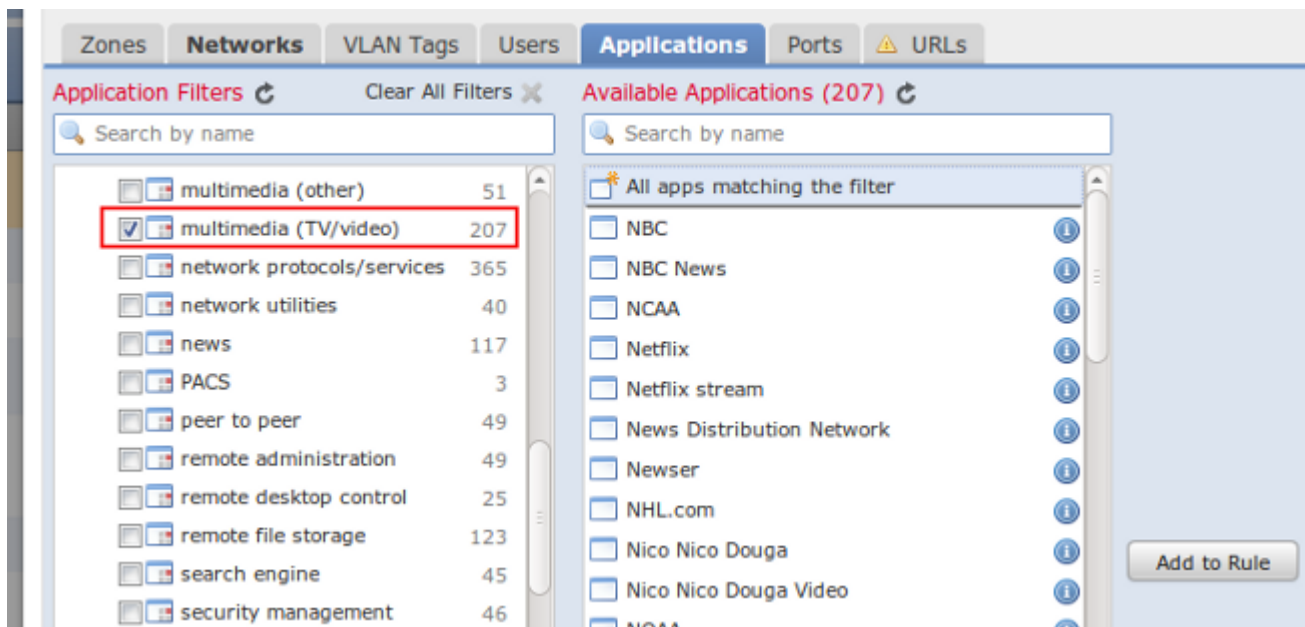 Zones Networks VLAN Tags Users Applications Ports URLs
Application Filters Clear All Filters
Search by name
multimedia (other) 51
multimedia (TV/video) 207
network protocols/services 365
network utilities 40
news 117
PACS 3
peer to peer 49
remote administration 49
remote desktop control 25
remote file storage 123
search engine 45
security management 46
Available Applications (207)
Search by name
All apps matching the filter
NBC
NBC News
NCAA
Netflix
Netflix stream
News Distribution Network
Newser
NHL.com
Nico Nico Douga
Nico Nico Douga Video
Add to Rule